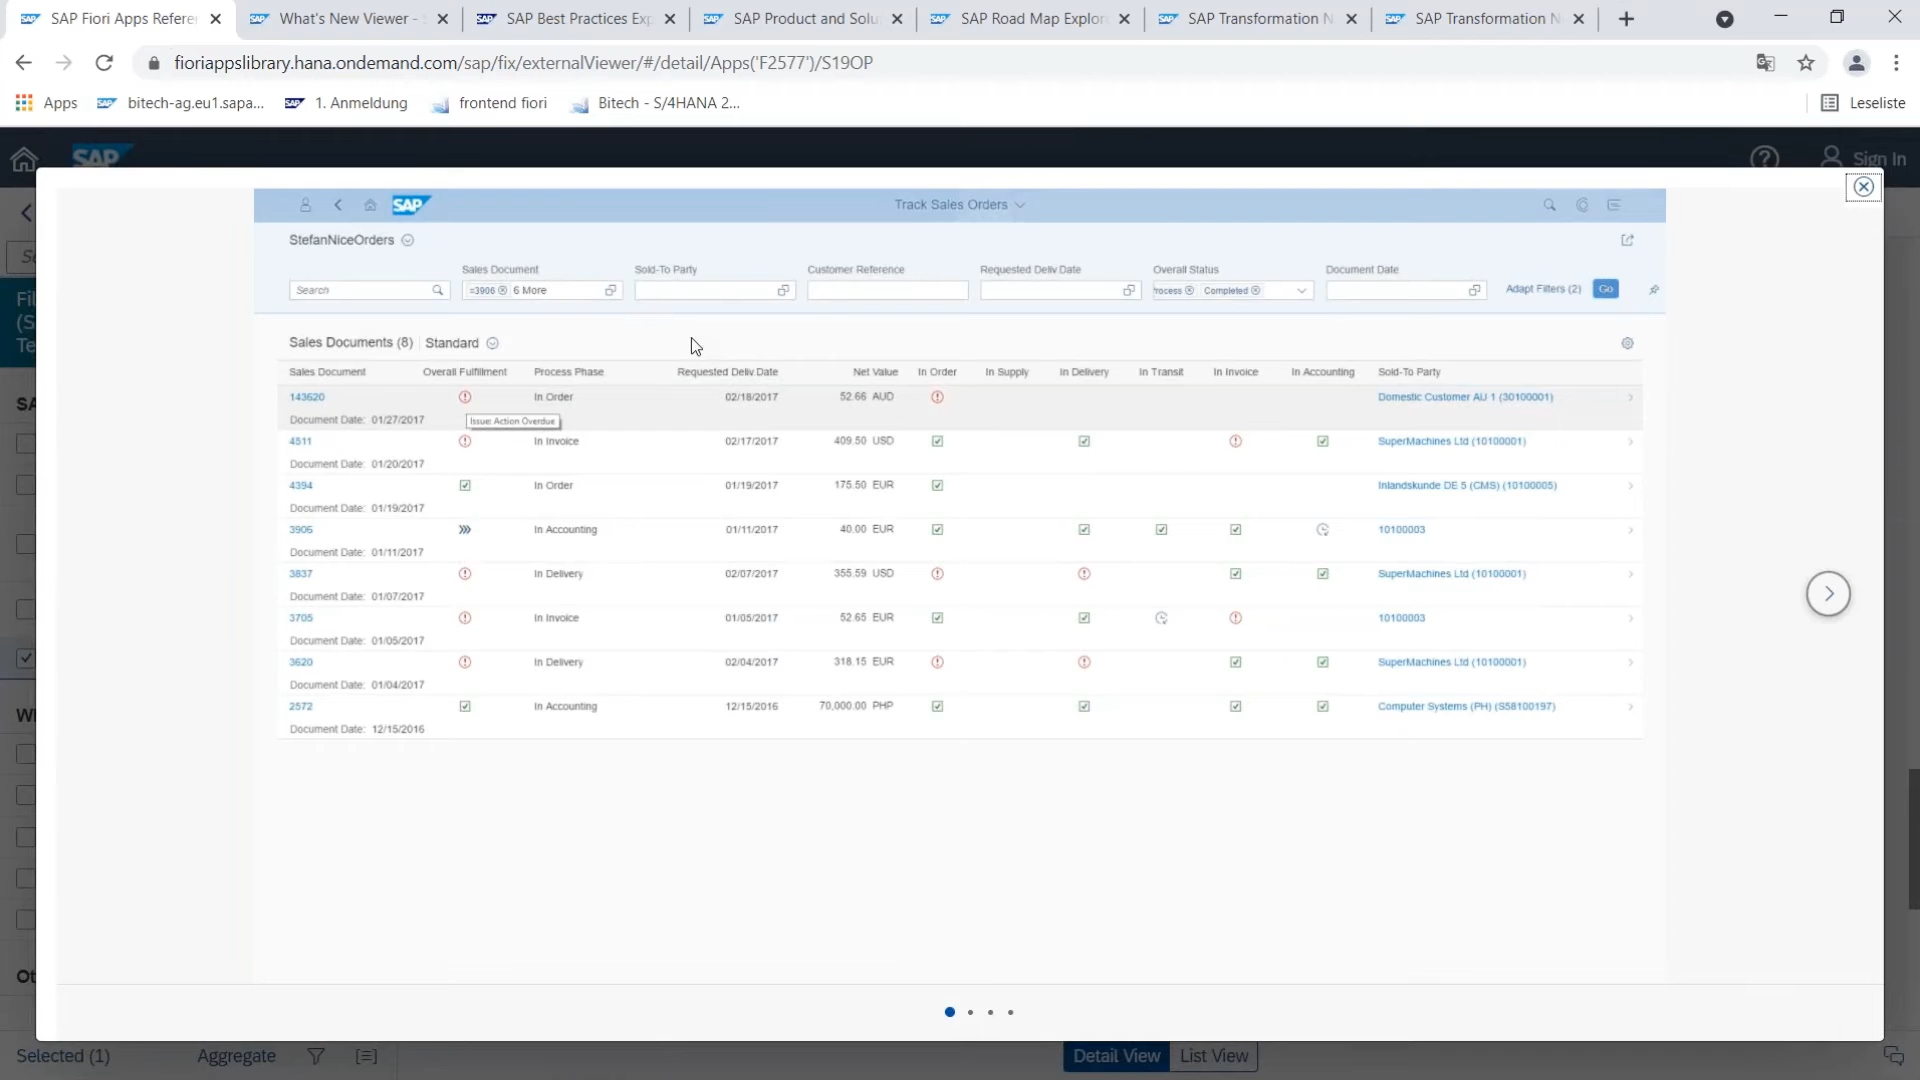 SAP Fiori Apps Refere
What's New Viewer -
SAP Best Practices Exp
SAP Product and Solu
SAP Road Map Explor
SAP Transformation N
SAP Transformation N
fioriappslibrary.hana.ondemand.com/sap/fix/externalViewer/#/detail/Apps('F2577')/S19OP
Apps
bitech-ag.eu1.sapa...
1. Anmeldung
frontend fiori
Bitech - S/4HANA 2...
Leseliste
SAP
Sign In
SAP
Track Sales Orders
StefanNiceOrders
Sales Document
Sold-To Party
Customer Reference
Requested Deliv.Date
Overall Status
Document Date
Search
=3906
6 More
rocess
Completed
Adapt Filters (2)
Go
Sales Documents (8)
Standard
Sales Document
Overall Fulfillment
Process Phase
Requested Deliv.Date
Net Value
In Order
In Supply
In Delivery
In Transit
In Invoice
In Accounting
Sold-To Party
143620
In Order
02/18/2017
52.66 AUD
Domestic Customer AU 1 (30100001)
Document Date: 01/27/2017
Issue: Action Overdue
4511
In Invoice
02/17/2017
409.50 USD
SuperMachines Ltd (10100001)
Document Date: 01/20/2017
4394
In Order
01/19/2017
175.50 EUR
Inlandskunde DE 5 (CMS) (10100005)
Document Date: 01/19/2017
3906
In Accounting
01/11/2017
40.00 EUR
10100003
Document Date: 01/11/2017
3837
In Delivery
02/07/2017
355.59 USD
SuperMachines Ltd (10100001)
Document Date: 01/07/2017
3705
In Invoice
01/05/2017
52.65 EUR
10100003
Document Date: 01/05/2017
3620
In Delivery
02/04/2017
318.15 EUR
SuperMachines Ltd (10100001)
Document Date: 01/04/2017
2572
In Accounting
12/15/2016
70,000.00 PHP
Computer Systems (PH) (S58100197)
Document Date: 12/15/2016
Fil
(S
Te
SA
Wi
Ot
Selected (1)
Aggregate
Detail View
List View